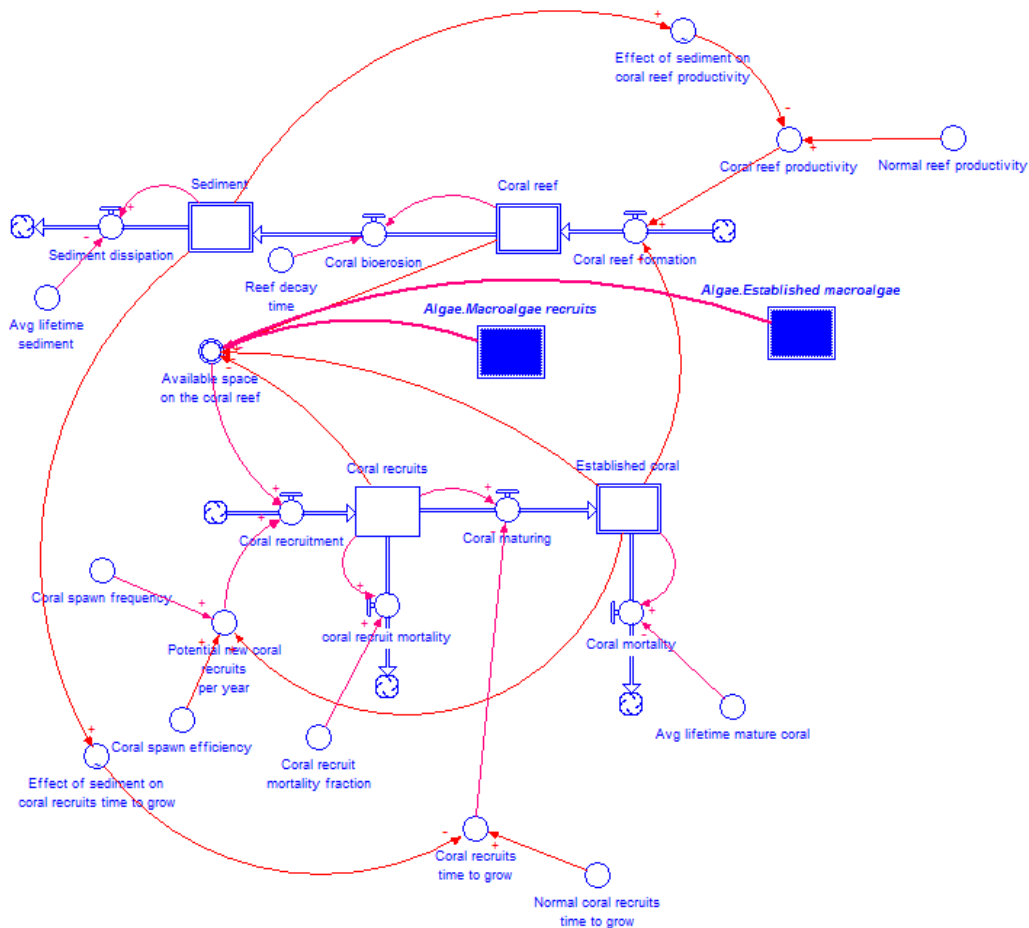 Effect of sediment on
coral reef productivity
Coral reef productivity
Normal reef productivity
Sediment
Coral reef
Sediment dissipation
Coral bioerosion
Coral reef formation
Reef decay
time
Avg lifetime
sediment
Algae.Established macroalgae
Algae.Macroalgae recruits
Available space
on the coral reef
Coral recruits
Established coral
Coral recruitment
Coral maturing
Coral spawn frequency
Potential new coral
recruits
per year
coral recruit mortality
Coral mortality
Coral spawn efficiency
Coral recruit
mortality fraction
Avg lifetime mature coral
Effect of sediment on
coral recruits time to grow
Coral recruits
time to grow
Normal coral recruits
time to grow